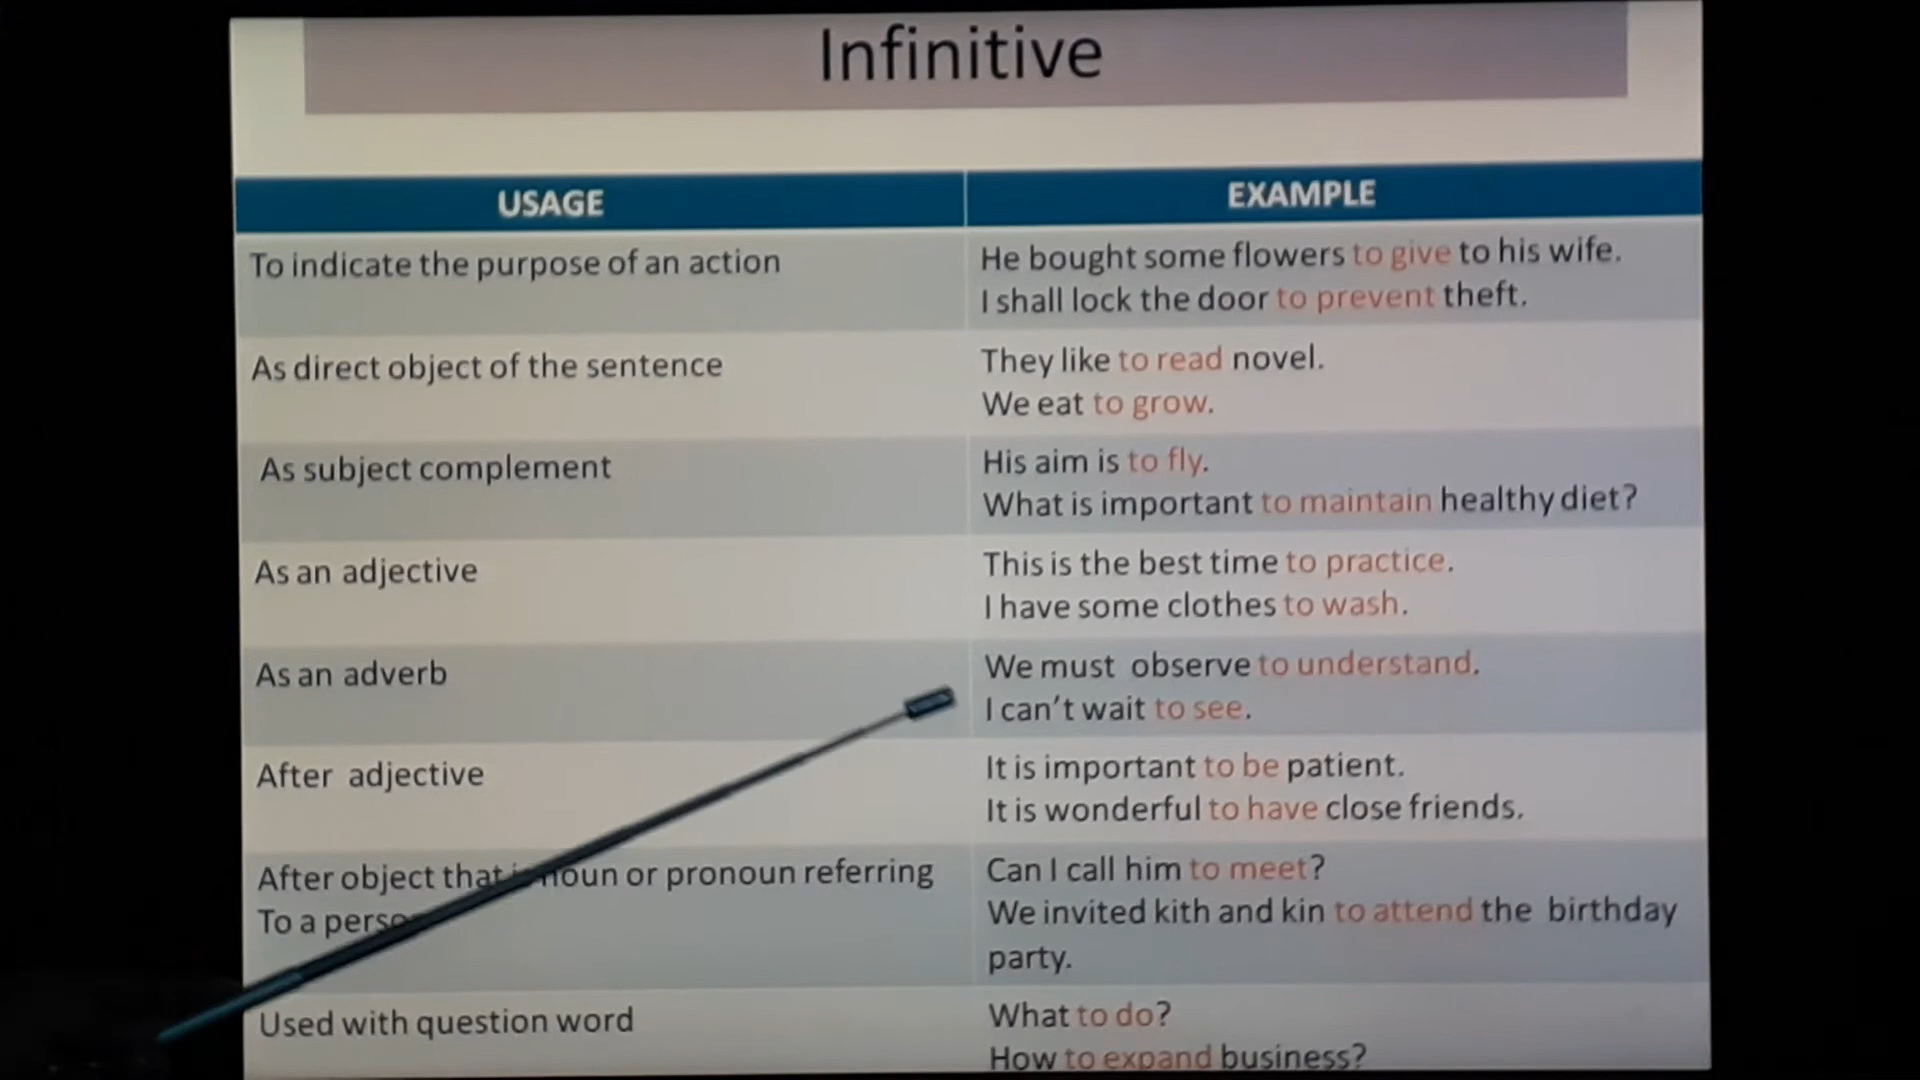 Infinitive
USAGE
EXAMPLE
To indicate the purpose of an action
He bought some flowers to give to his wife.
I shall lock the door to prevent theft.
As direct object of the sentence
They like to read novel.
We eat to grow.
As subject complement
His aim is to fly.
What is important to maintain healthy diet?
As an adjective
This is the best time to practice.
I have some clothes to wash.
As an adverb
We must observe to understand.
I can't wait to see.
After adjective
It is important to be patient.
It is wonderful to have close friends.
After object that noun or pronoun referring
To a
Can I call him to meet?
We invited kith and kin to attend the birthday
party.
Used with question word
What to do?
How to expand business?